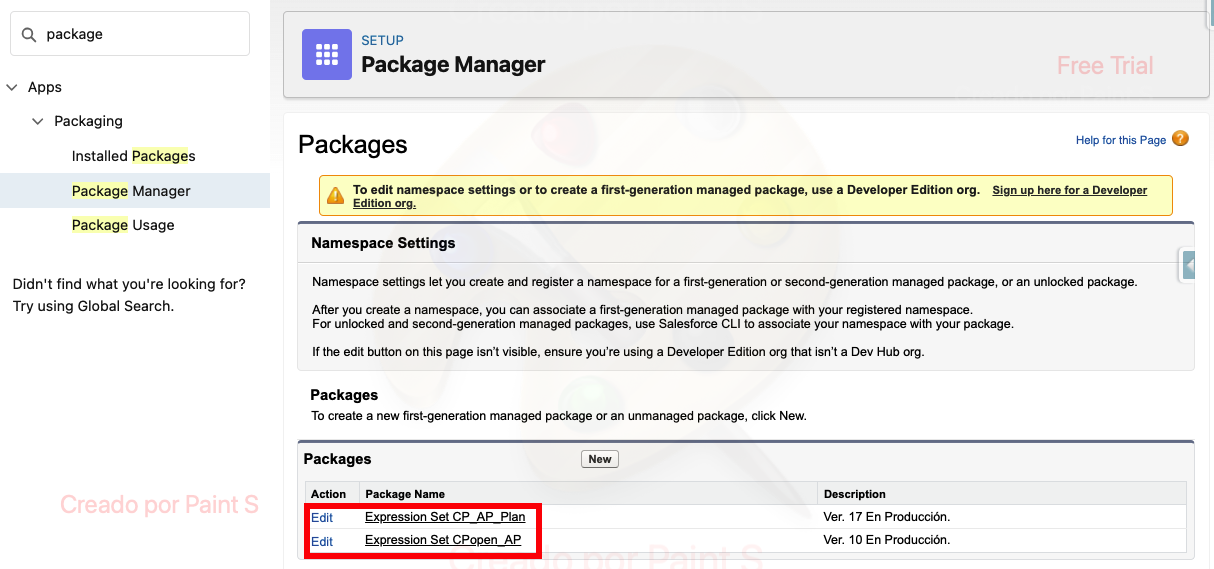 package
Apps
Packaging
Installed Packages
Package Manager
Package Usage
Didn't find what you're looking for?
Try using Global Search.
SETUP
Package Manager
Free Trial
Packages
Help for this Page ?
To edit namespace settings or to create a first-generation managed package, use a Developer Edition org. Sign up here for a Developer
Edition org.
Namespace Settings
Namespace settings let you create and register a namespace for a first-generation or second-generation managed package, or an unlocked package.
After you create a namespace, you can associate a first-generation managed package with your registered namespace.
For unlocked and second-generation managed packages, use Salesforce CLI to associate your namespace with your package.
If the edit button on this page isn't visible, ensure you're using a Developer Edition org that isn't a Dev Hub org.
Packages
To create a new first-generation managed package or an unmanaged package, click New.
Packages New
Action Package Name Description
Edit Expression Set CP_AP_Plan Ver. 17 En Producción.
Edit Expression Set CPopen_AP Ver. 10 En Producción.
Creado por Paint S
Creado por Paint S